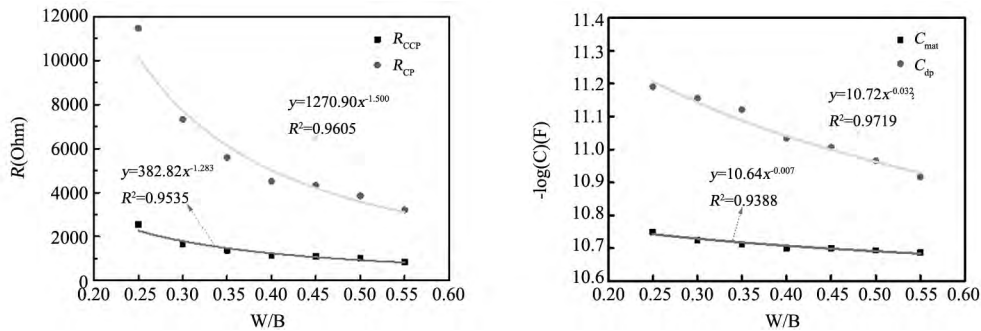 12000
10000
8000
6000
4000
2000
0
R(Ohm)
R_CCP
R_CP
y=1270.90x^-1.500
R²=0.9605
y=382.82x^-1.283
R²=0.9535
0.20 0.25 0.30 0.35 0.40 0.45 0.50 0.55 0.60
W/B
11.4
11.3
11.2
11.1
11.0
10.9
10.8
10.7
10.6
-log(C)(F)
C_mat
C_dp
y=10.72x^-0.032
R²=0.9719
y=10.64x^-0.007
R²=0.9388
0.20 0.25 0.30 0.35 0.40 0.45 0.50 0.55 0.60
W/B